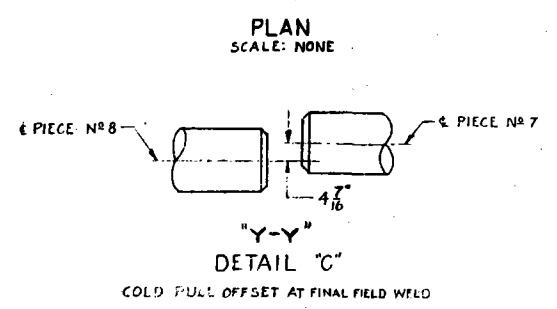 PLAN
SCALE: NONE
℄ PIECE Nº 8
℄ PIECE Nº 7
4 7/16"
"Y-Y"
DETAIL "C"
COLD PULL OFFSET AT FINAL FIELD WELD